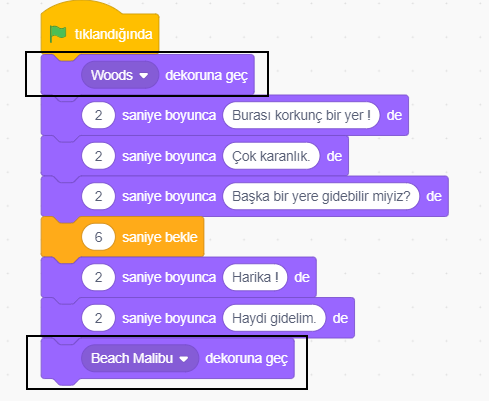 tıklandığında
Woods dekoruna geç
2 saniye boyunca Burası korkunç bir yer ! de
2 saniye boyunca Çok karanlık. de
2 saniye boyunca Başka bir yere gidebilir miyiz? de
6 saniye bekle
2 saniye boyunca Harika ! de
2 saniye boyunca Haydi gidelim. de
Beach Malibu dekoruna geç